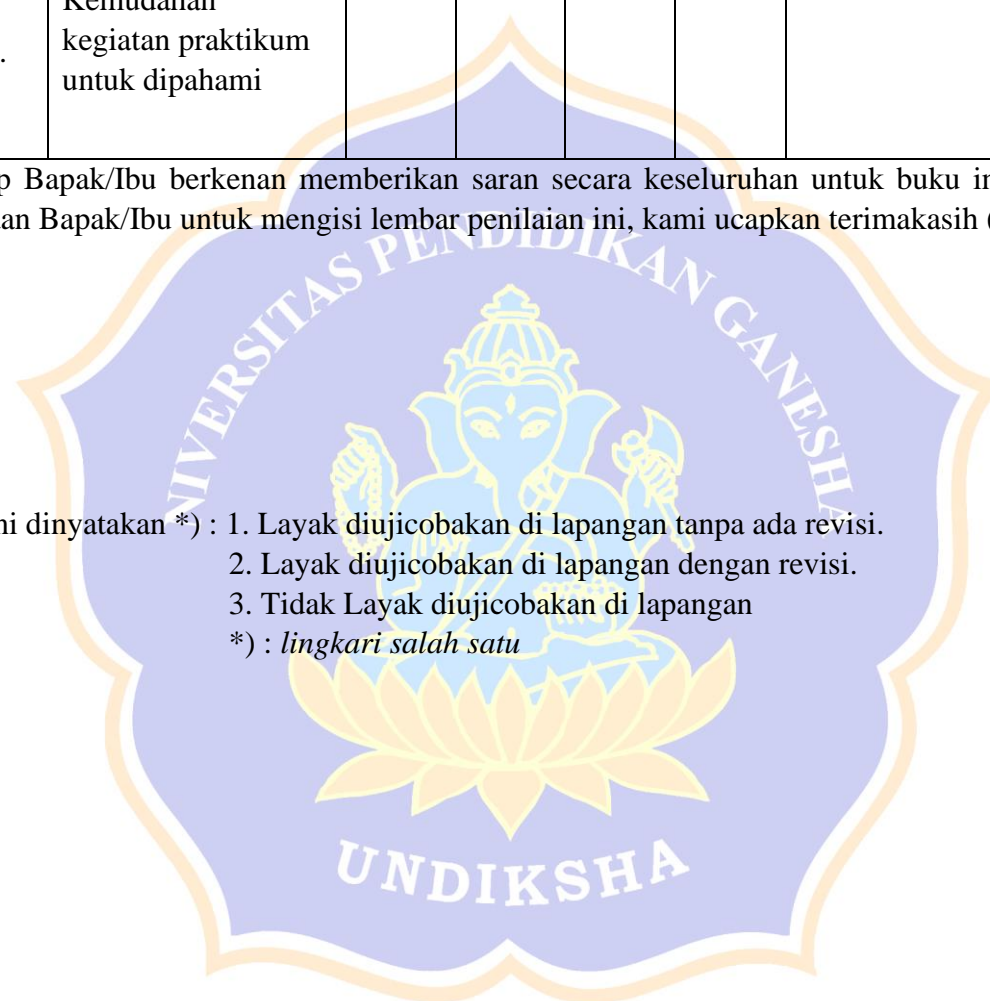 Kemudahan
kegiatan praktikum
.
untuk dipahami
p Bapak/Ibu berkenan memberikan saran secara keseluruhan untuk buku in
an Bapak/Ibu untuk mengisi lembar penilaian ini, kami ucapkan terimakasih (
NIVERSITAS PENDIDIKAN GANESHA
ni dinyatakan *) : 1. Layak diujicobakan di lapangan tanpa ada revisi.
2. Layak diujicobakan di lapangan dengan revisi.
3. Tidak Layak diujicobakan di lapangan
*) : lingkari salah satu
UNDIKSHA